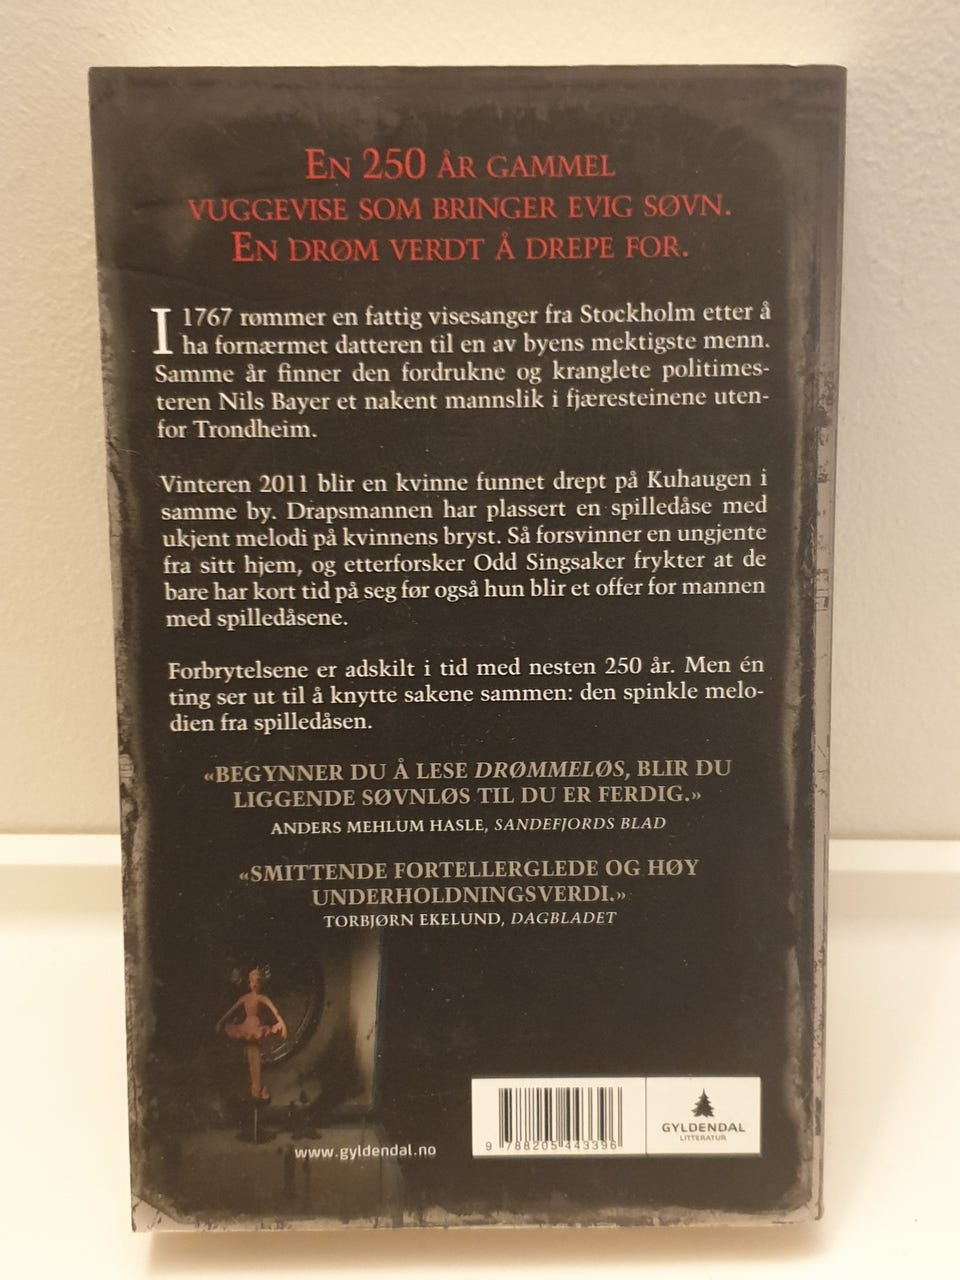 EN 250 ÅR GAMMEL
VUGGEVISE SOM BRINGER EVIG SØVN.
EN DRØM VERDT Å DREPE FOR.
I 1767 rømmer en fattig visesanger fra Stockholm etter å
ha fornærmet datteren til en av byens mektigste menn.
Samme år finner den fordrukne og kranglete politimes-
teren Nils Bayer et nakent mannslik i fjæresteinene uten-
for Trondheim.
Vinteren 2011 blir en kvinne funnet drept på Kuhaugen i
samme by. Drapsmannen har plassert en spilledåse med
ukjent melodi på kvinnens bryst. Så forsvinner en ungjente
fra sitt hjem, og etterforsker Odd Singsaker frykter at de
bare har kort tid på seg før også hun blir et offer for mannen
med spilledåsene.
Forbrytelsene er adskilt i tid med nesten 250 år. Men én
ting ser ut til å knytte sakene sammen: den spinkle melo-
dien fra spilledåsen.
«BEGYNNER DU Å LESE DRØMMELØS, BLIR DU
LIGGENDE SØVNLØS TIL DU ER FERDIG.»
ANDERS MEHLUM HASLE, SANDEFJORDS BLAD
«SMITTENDE FORTELLERGLEDE OG HØY
UNDERHOLDNINGSVERDI.»
TORBJØRN EKELUND, DAGBLADET
www.gyldendal.no
9 788205 443396
GYLDENDAL
LITTERATUR